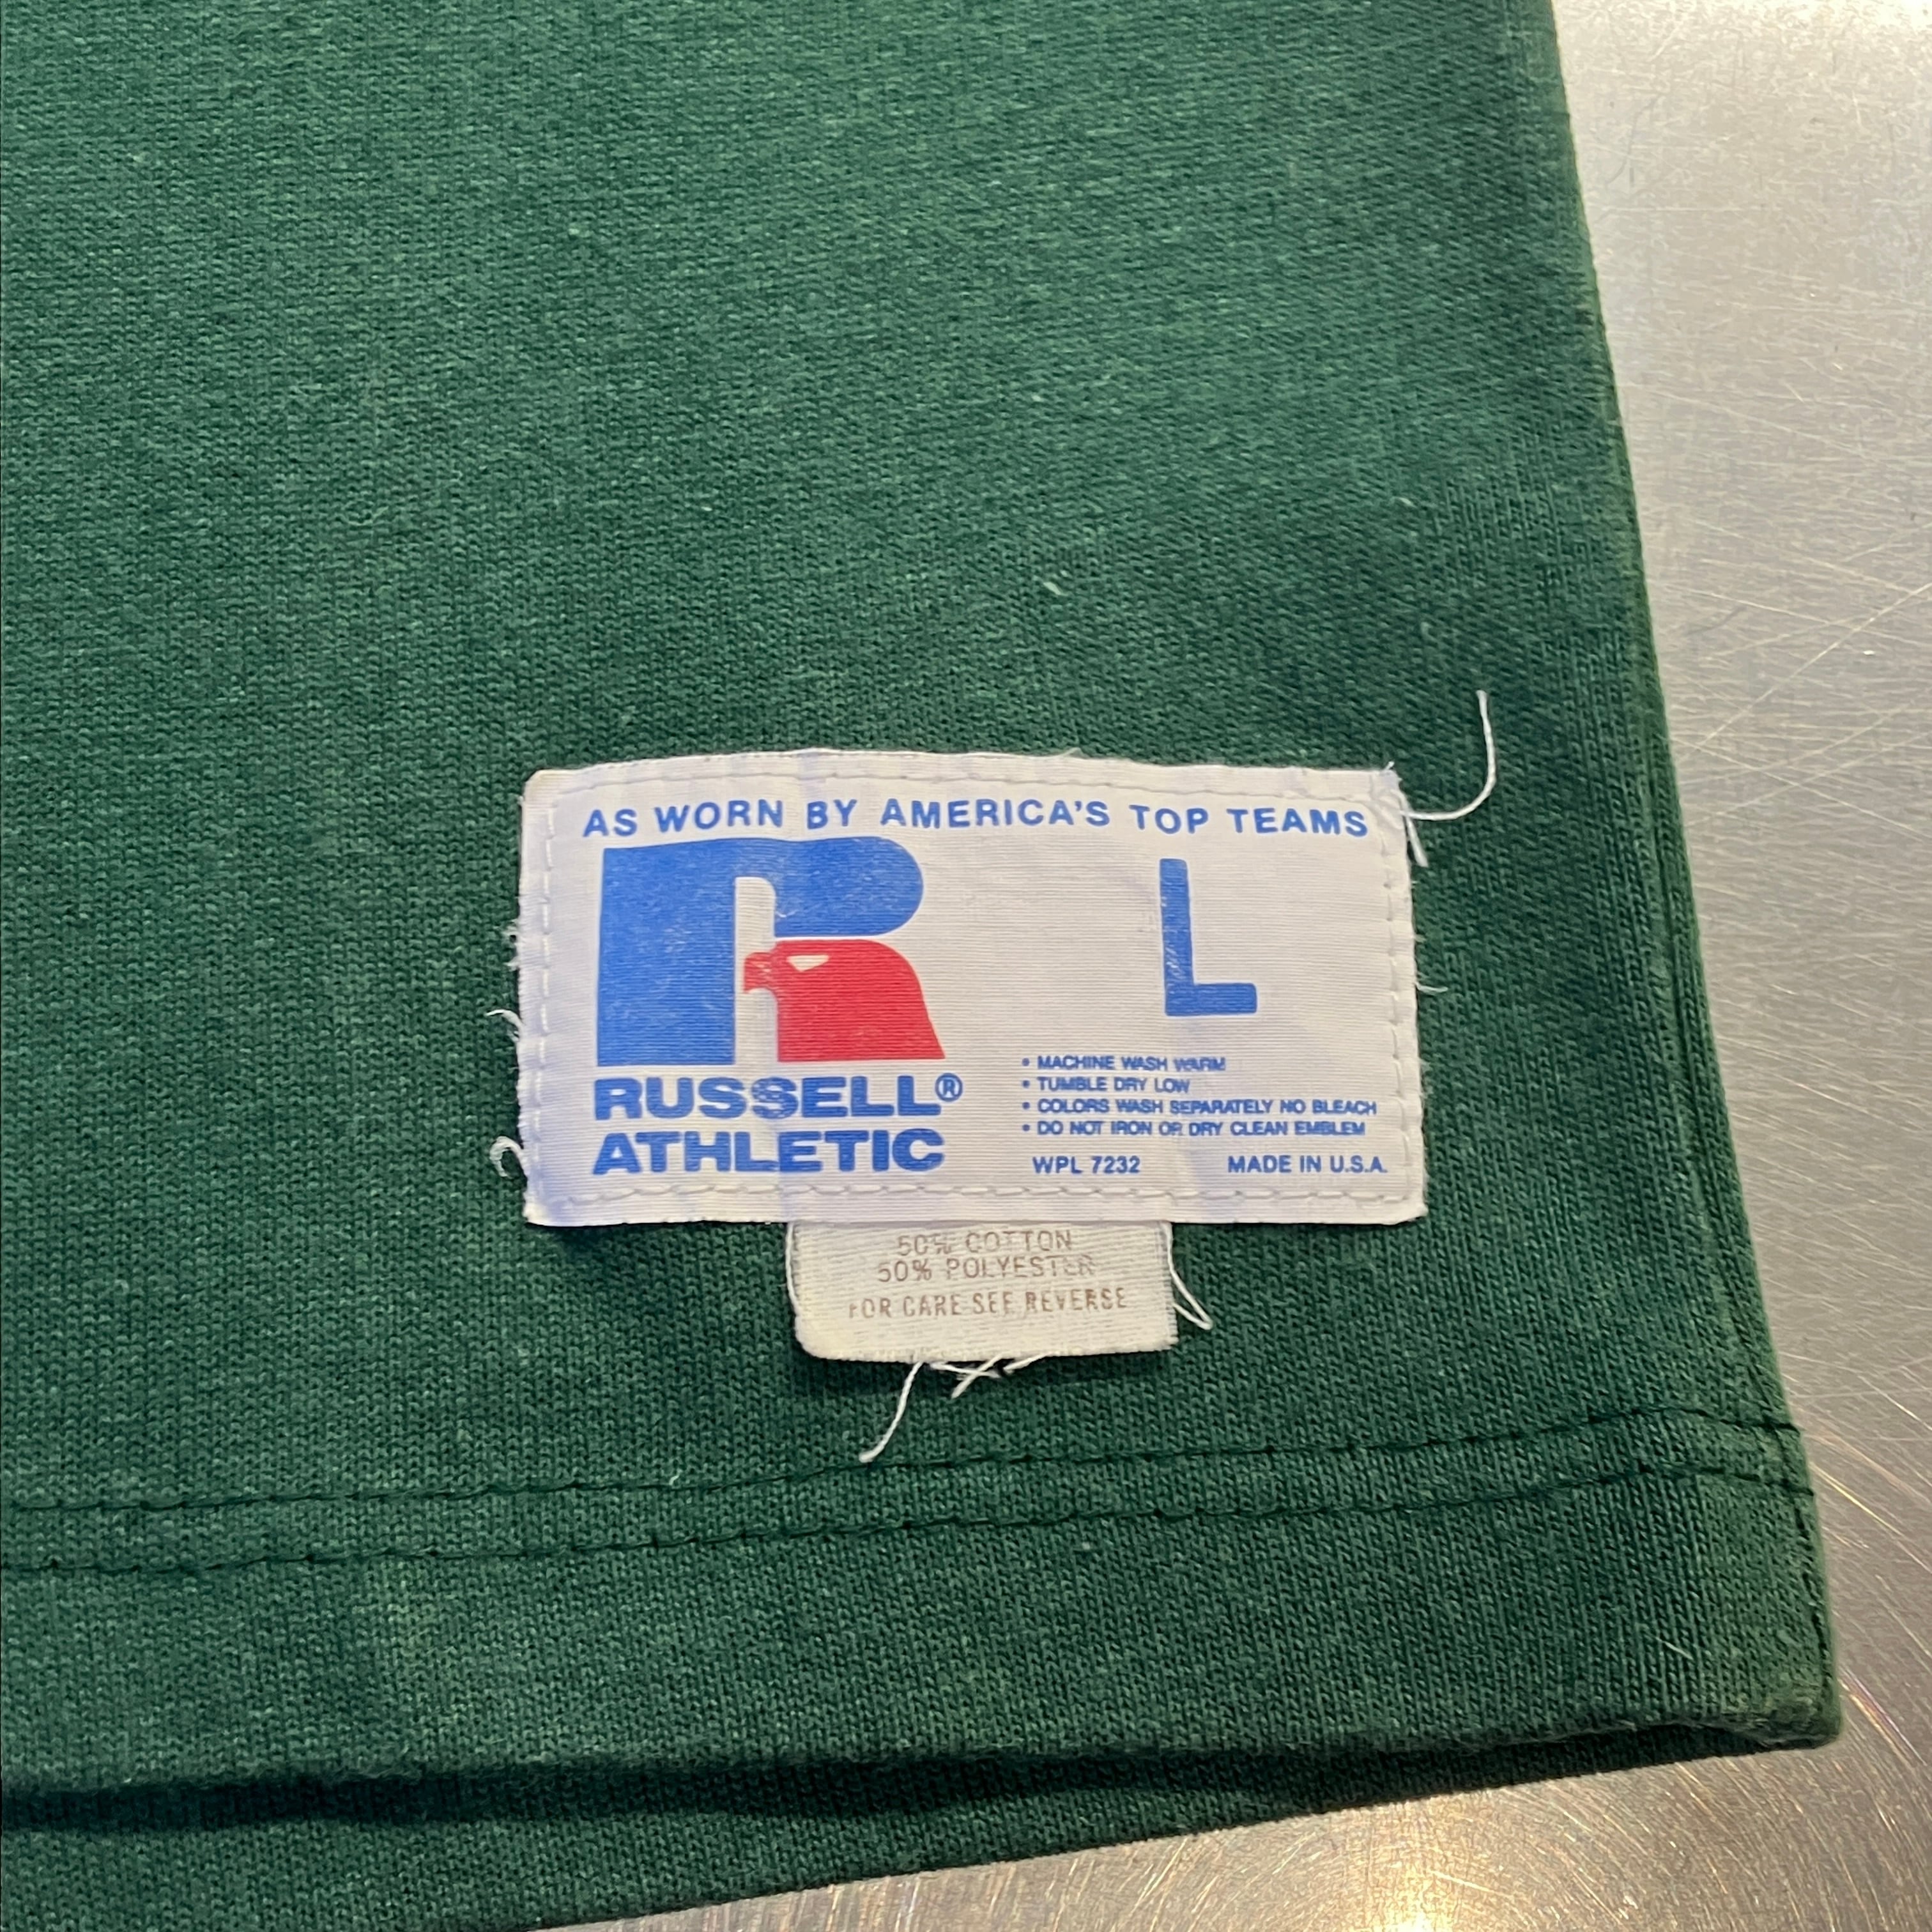 AS WORN BY AMERICA'S TOP TEAMS
R
L
RUSSELL®
ATHLETIC
• MACHINE WASH WARM
• TUMBLE DRY LOW
• COLORS WASH SEPARATELY NO BLEACH
• DO NOT IRON OR DRY CLEAN EMBLEM
WPL 7232 MADE IN U.S.A.
50% COTTON
50% POLYESTER
FOR CARE SEE REVERSE